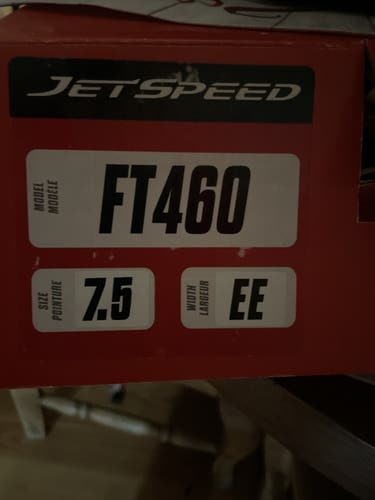 JETSPEED
MODEL
MODÈLE
FT460
SIZE
POINTURE
7.5
WIDTH
LARGEUR
EE